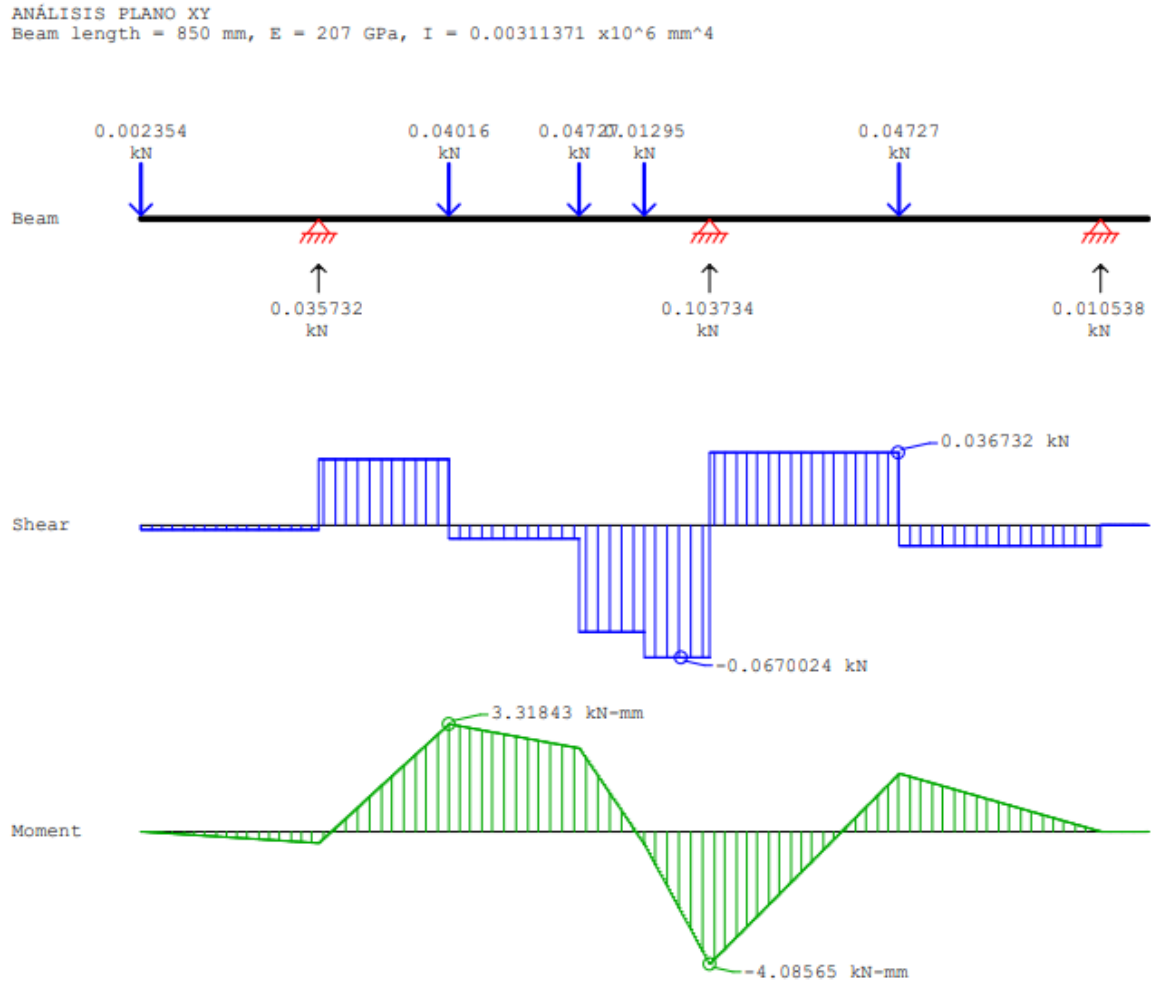 ANÁLISIS PLANO XY
Beam length = 850 mm, E = 207 GPa, I = 0.00311371 x10^6 mm^4
0.002354 0.04016 0.04727 0.01295 0.04727
kN kN kN kN kN
Beam
0.035732 0.103734 0.010538
kN kN kN
0.036732 kN
Shear
-0.0670024 kN
3.31843 kN-mm
Moment
-4.08565 kN-mm